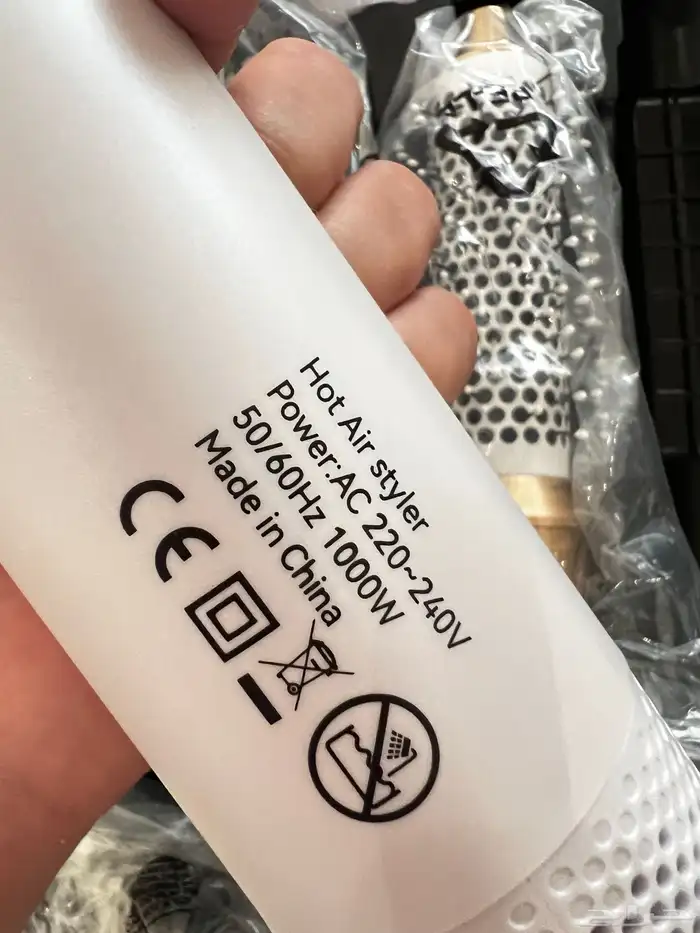 Hot Air styler
Power:AC 220~240V
50/60Hz 1000W
Made in China
CE